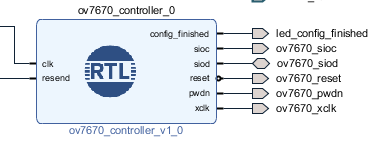 ov7670_controller_0
config_finished
led_config_finished
sioc
ov7670_sioc
clk
siod
ov7670_siod
resend
RTL
reset
ov7670_reset
pwdn
ov7670_pwdn
xclk
ov7670_xclk
ov7670_controller_v1_0